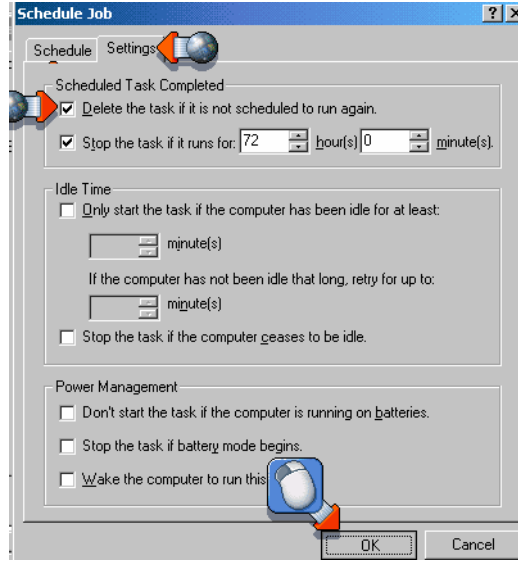 Schedule Job
Schedule Settings
Scheduled Task Completed
Delete the task if it is not scheduled to run again.
Stop the task if it runs for: 72 hour(s) 0 minute(s).
Idle Time
Only start the task if the computer has been idle for at least:
minute(s)
If the computer has not been idle that long, retry for up to:
minute(s)
Stop the task if the computer ceases to be idle.
Power Management
Don't start the task if the computer is running on batteries.
Stop the task if battery mode begins.
Wake the computer to run this
OK Cancel